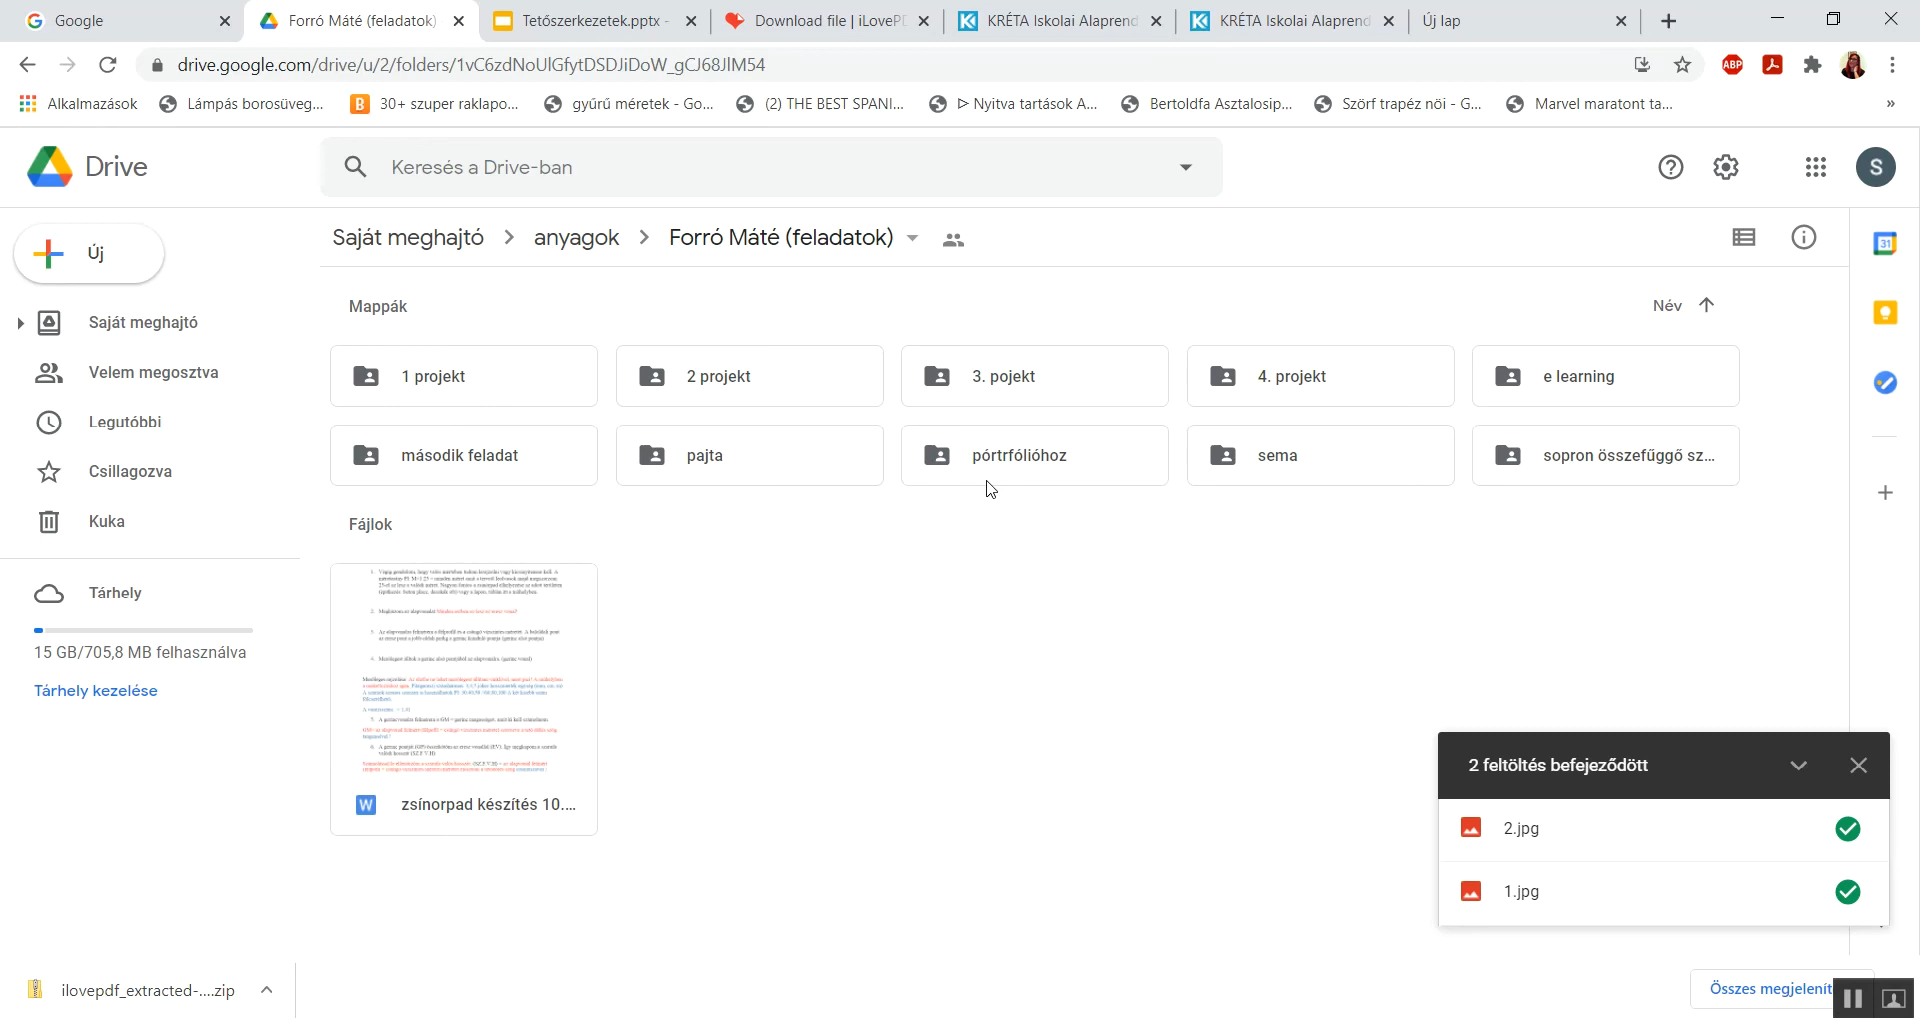 Google
Forró Máté (feladatok)
Tetőszerkezetek.pptx -
Download file | iLovePD
KRÉTA Iskolai Alaprend
KRÉTA Iskolai Alaprend
Új lap
drive.google.com/drive/u/2/folders/1vC6zdNoUlGfytDSDJiDoW_gCJ68JlM54
ABP
Alkalmazások
Lámpás borosüveg...
30+ szuper raklapo...
gyűrű méretek - Go...
(2) THE BEST SPANI...
ᐅ Nyitva tartások A...
Bertoldfa Asztalosip...
Szörf trapéz nöi - G...
Marvel maratont ta...
»
Drive
Keresés a Drive-ban
S
Új
Saját meghajtó > anyagok > Forró Máté (feladatok)
31
Saját meghajtó
Velem megosztva
Legutóbbi
Csillagozva
Kuka
Tárhely
15 GB/705,8 MB felhasználva
Tárhely kezelése
Mappák
Név
1 projekt
2 projekt
3. pojekt
4. projekt
e learning
második feladat
pajta
pórtrfólióhoz
sema
sopron összefűggő sz...
Fájlok
W zsínorpad készítés 10....
2 feltöltés befejeződött
2.jpg
1.jpg
ilovepdf_extracted-....zip
Összes megjelenít